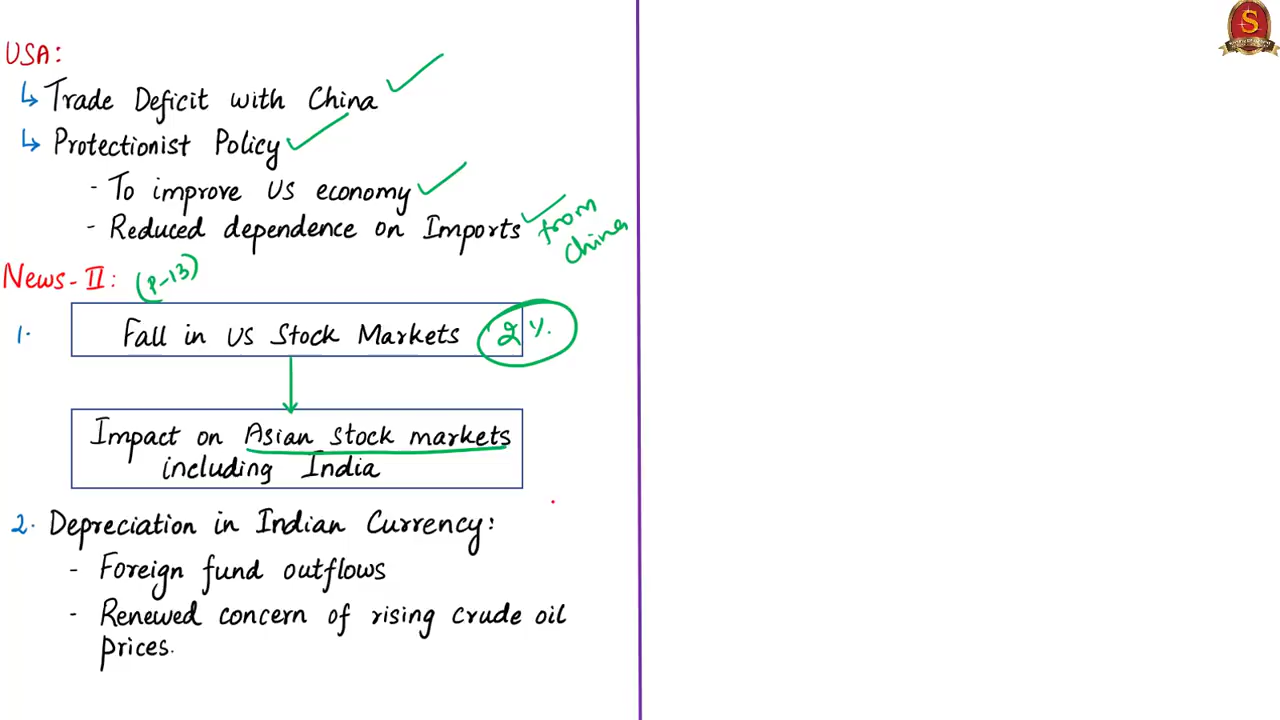 USA:
↳ Trade Deficit with China
↳ Protectionist Policy
- To improve US economy
- Reduced dependence on Imports from China
News-II: (P-13)
1. Fall in US Stock Markets 2%.
Impact on Asian stock markets
including India
2. Depreciation in Indian Currency:
- Foreign fund outflows
- Renewed concern of rising crude oil
prices.
S